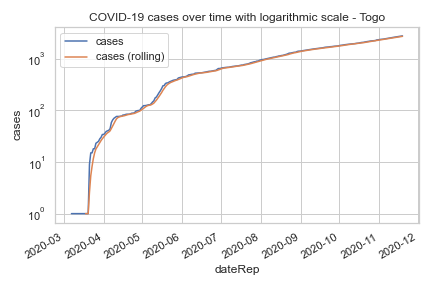 COVID-19 cases over time with logarithmic scale - Togo
cases
cases (rolling)
10³
10²
10¹
10⁰
cases
2020-03
2020-04
2020-05
2020-06
2020-07
2020-08
2020-09
2020-10
2020-11
2020-12
dateRep